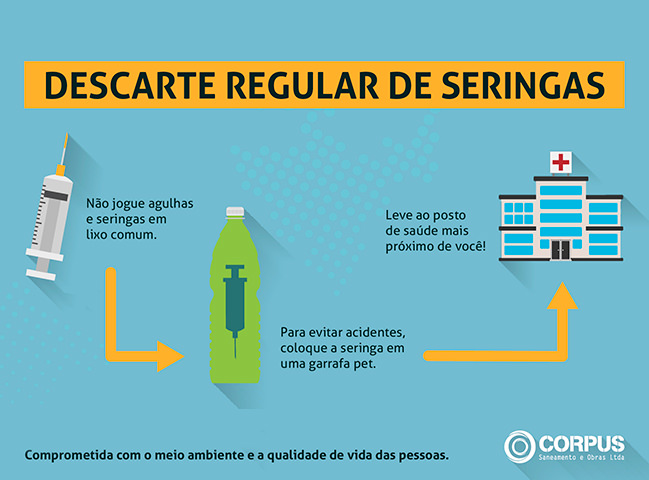 DESCARTE REGULAR DE SERINGAS
Não jogue agulhas
e seringas em
lixo comum.
Para evitar acidentes,
coloque a seringa em
uma garrafa pet.
Leve ao posto
de saúde mais
próximo de você!
Comprometida com o meio ambiente e a qualidade de vida das pessoas.
CORPUS
Saneamento e Obras Ltda